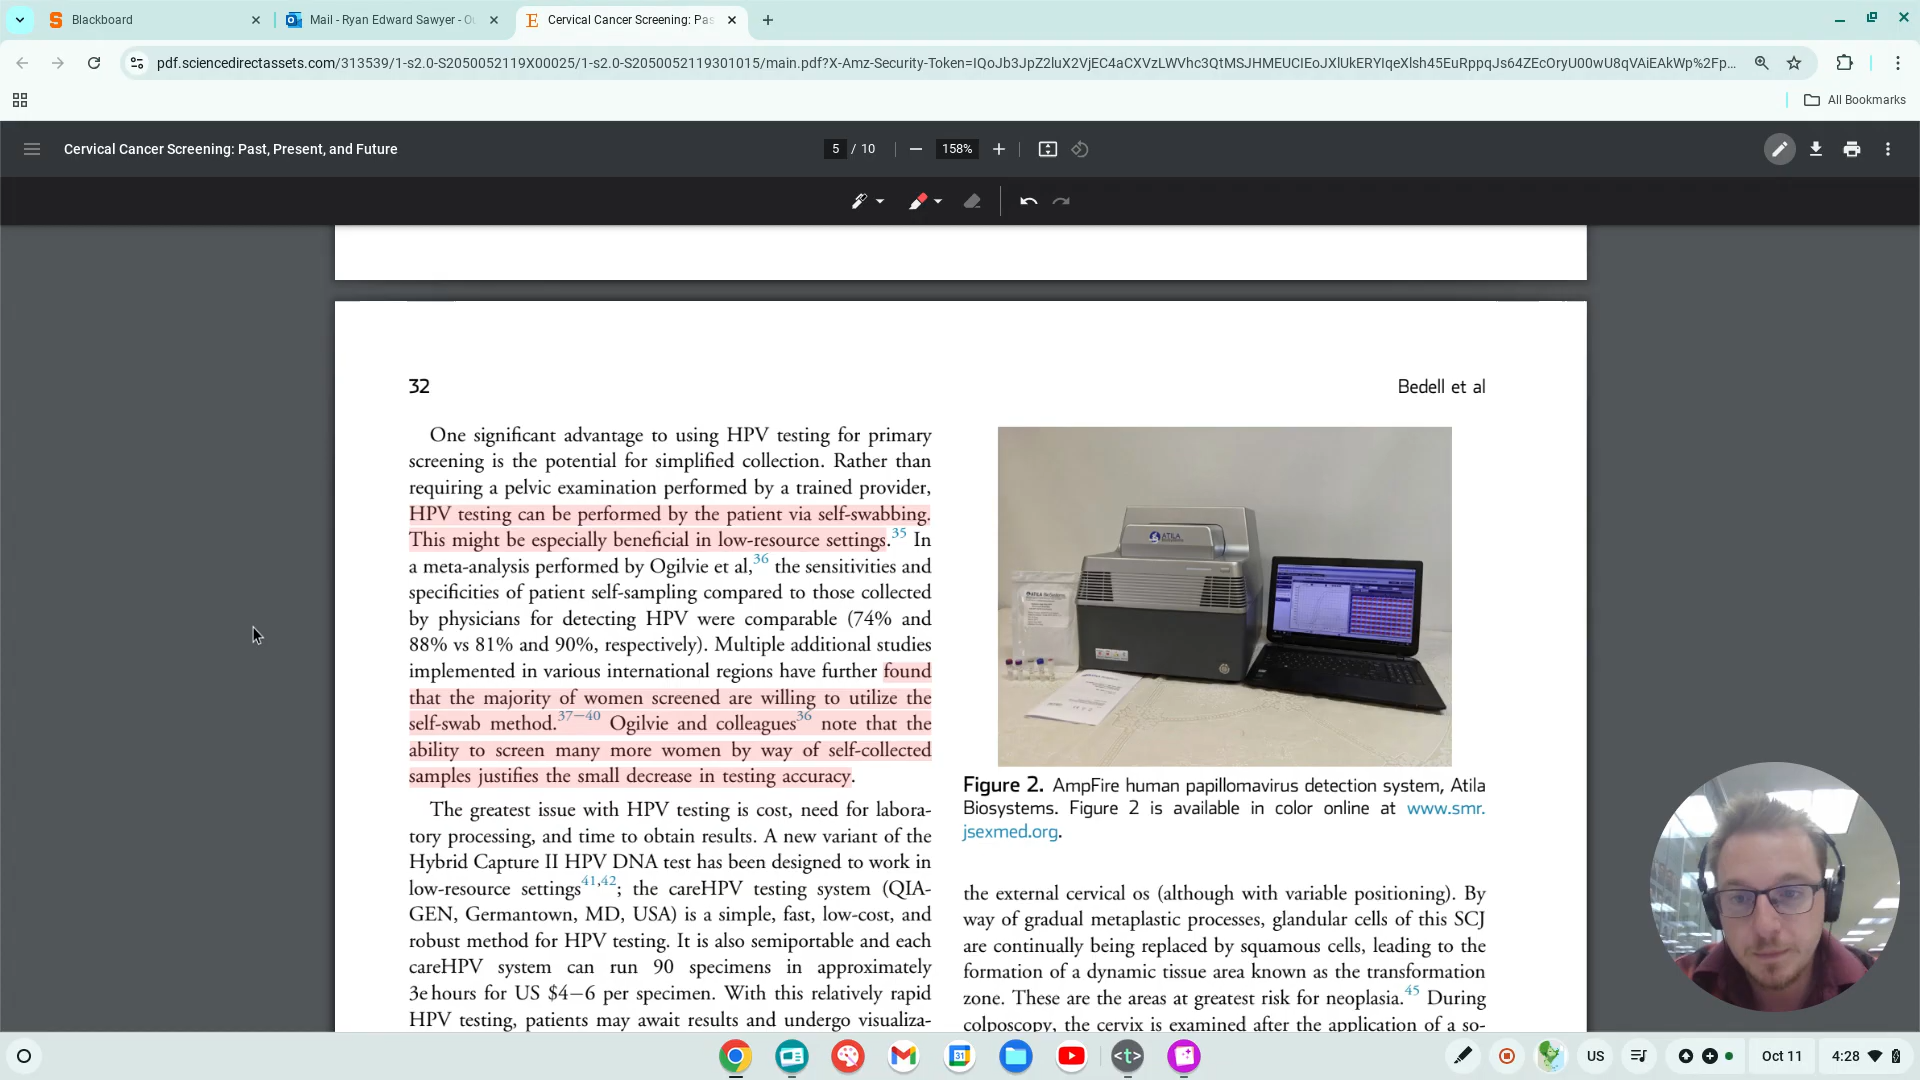 Blackboard
Mail - Ryan Edward Sawyer - O
Cervical Cancer Screening: Pas
pdf.sciencedirectassets.com/313539/1-s2.0-S2050052119X00025/1-s2.0-S2050052119301015/main.pdf?X-Amz-Security-Token=IQoJb3JpZ2luX2VjEC4aCXVzLWVhc3QtMSJHMEUCIEoJXlUkERYIqeXlsh45EuRppqJs64ZEcOryU00wU8qVAiEAkWp%2Fp...
All Bookmarks
Cervical Cancer Screening: Past, Present, and Future
5 / 10
158%
32
Bedell et al
One significant advantage to using HPV testing for primary
screening is the potential for simplified collection. Rather than
requiring a pelvic examination performed by a trained provider,
HPV testing can be performed by the patient via self-swabbing.
This might be especially beneficial in low-resource settings.35 In
a meta-analysis performed by Ogilvie et al,36 the sensitivities and
specificities of patient self-sampling compared to those collected
by physicians for detecting HPV were comparable (74% and
88% vs 81% and 90%, respectively). Multiple additional studies
implemented in various international regions have further found
that the majority of women screened are willing to utilize the
self-swab method.37–40 Ogilvie and colleagues36 note that the
ability to screen many more women by way of self-collected
samples justifies the small decrease in testing accuracy.
The greatest issue with HPV testing is cost, need for labora-
tory processing, and time to obtain results. A new variant of the
Hybrid Capture II HPV DNA test has been designed to work in
low-resource settings41,42; the careHPV testing system (QIA-
GEN, Germantown, MD, USA) is a simple, fast, low-cost, and
robust method for HPV testing. It is also semiportable and each
careHPV system can run 90 specimens in approximately
3e hours for US $4–6 per specimen. With this relatively rapid
HPV testing, patients may await results and undergo visualiza-
ATILA
Figure 2. AmpFire human papillomavirus detection system, Atila
Biosystems. Figure 2 is available in color online at www.smr.
jsexmed.org.
the external cervical os (although with variable positioning). By
way of gradual metaplastic processes, glandular cells of this SCJ
are continually being replaced by squamous cells, leading to the
formation of a dynamic tissue area known as the transformation
zone. These are the areas at greatest risk for neoplasia.45 During
colposcopy, the cervix is examined after the application of a so-
31
<t>
US
Oct 11
4:28